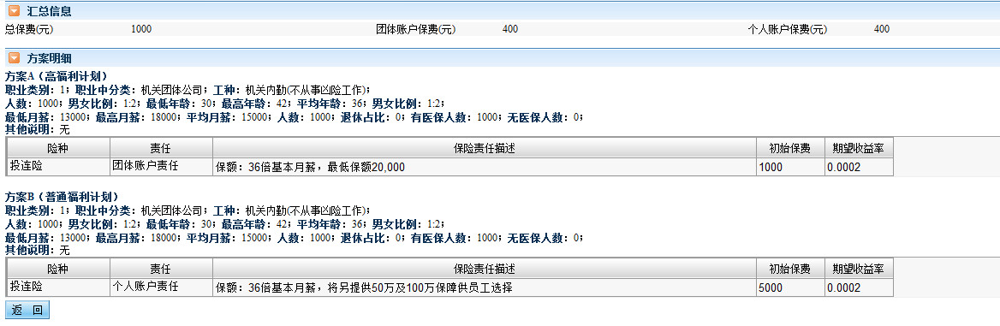 汇总信息
总保费(元) 1000 团体账户保费(元) 400 个人账户保费(元) 400
方案明细
方案A（高福利计划）
职业类别：1；职业中分类：机关团体公司；工种：机关内勤(不从事凶险工作)；
人数：1000；男女比例：1:2；最低年龄：30；最高年龄：42；平均年龄：36；男女比例：1:2；
最低月薪：13000；最高月薪：18000；平均月薪：15000；人数：1000；退休占比：0；有医保人数：1000；无医保人数：0；
其他说明：无
险种 责任 保险责任描述 初始保费 期望收益率
投连险 团体账户责任 保额：36倍基本月薪，最低保额20,000 1000 0.0002
方案B（普通福利计划）
职业类别：1；职业中分类：机关团体公司；工种：机关内勤(不从事凶险工作)；
人数：1000；男女比例：1:2；最低年龄：30；最高年龄：42；平均年龄：36；男女比例：1:2；
最低月薪：13000；最高月薪：18000；平均月薪：15000；人数：1000；退休占比：0；有医保人数：1000；无医保人数：0；
其他说明：无
险种 责任 保险责任描述 初始保费 期望收益率
投连险 个人账户责任 保额：36倍基本月薪，将另提供50万及100万保障供员工选择 5000 0.0002
返 回